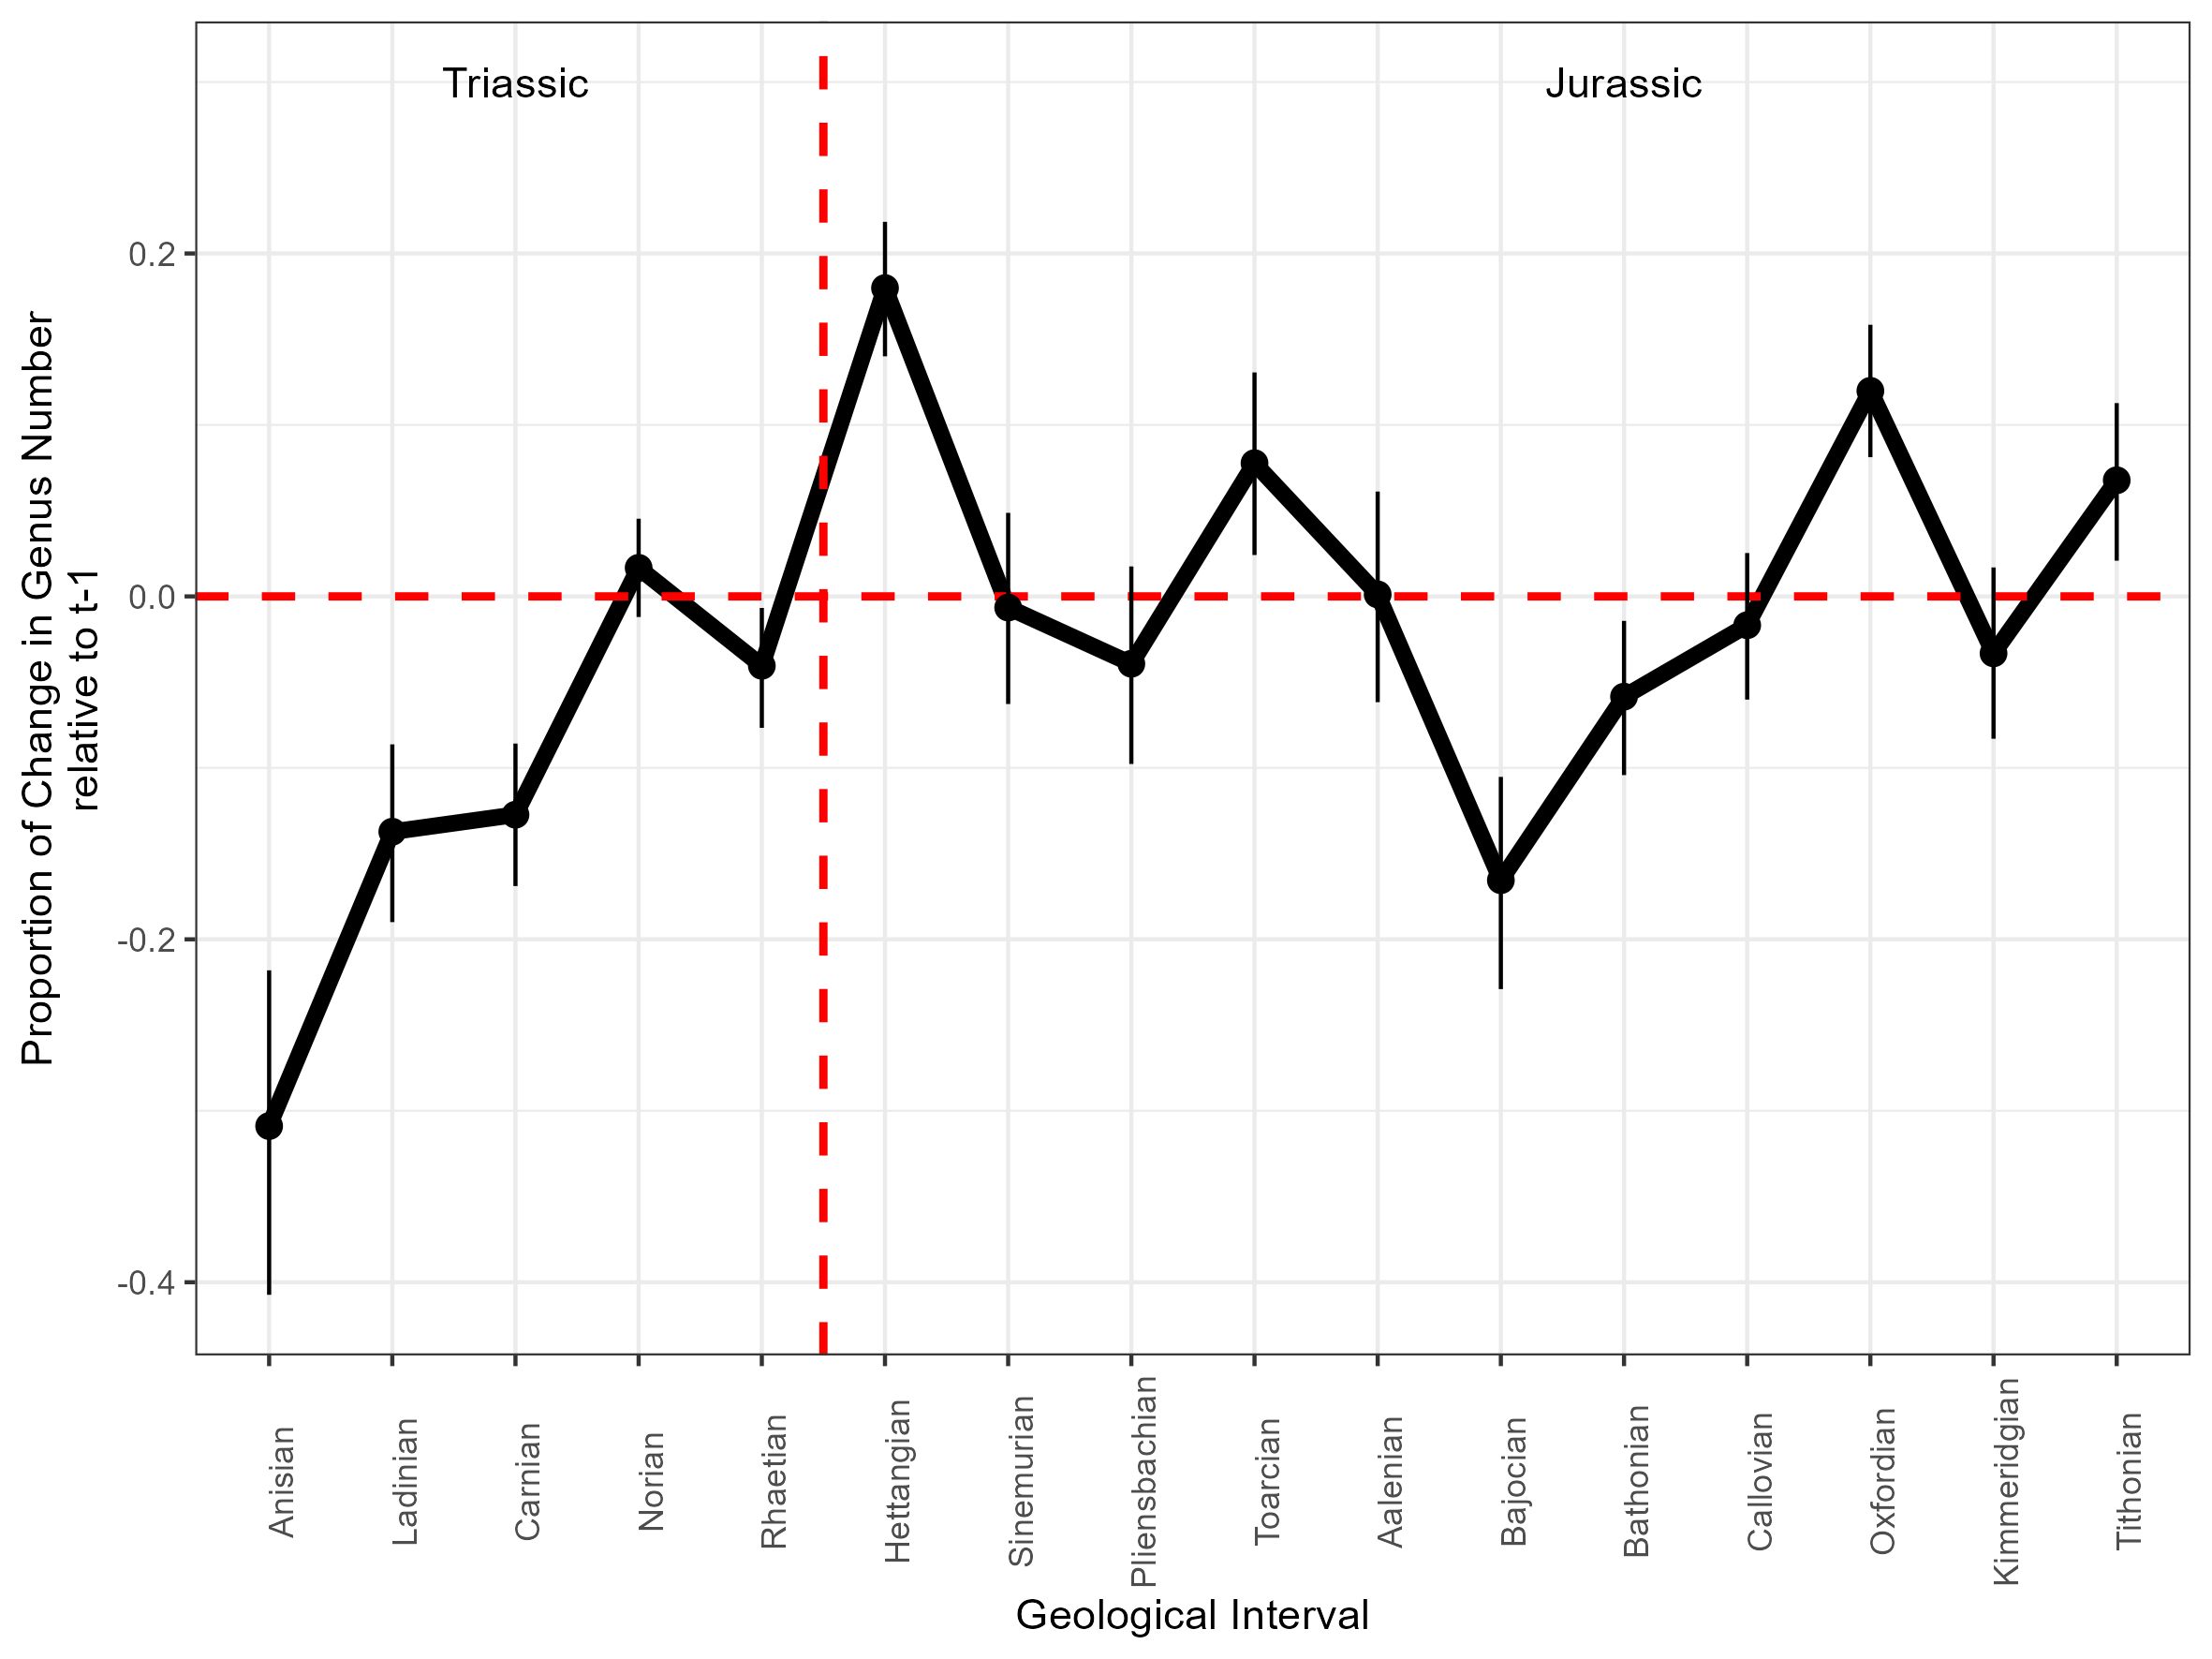 Triassic
Jurassic
Proportion of Change in Genus Number
relative to t-1
0.2
0.0
-0.2
-0.4
Anisian
Ladinian
Carnian
Norian
Rhaetian
Hettangian
Sinemurian
Pliensbachian
Toarcian
Aalenian
Bajocian
Bathonian
Callovian
Oxfordian
Kimmeridgian
Tithonian
Geological Interval